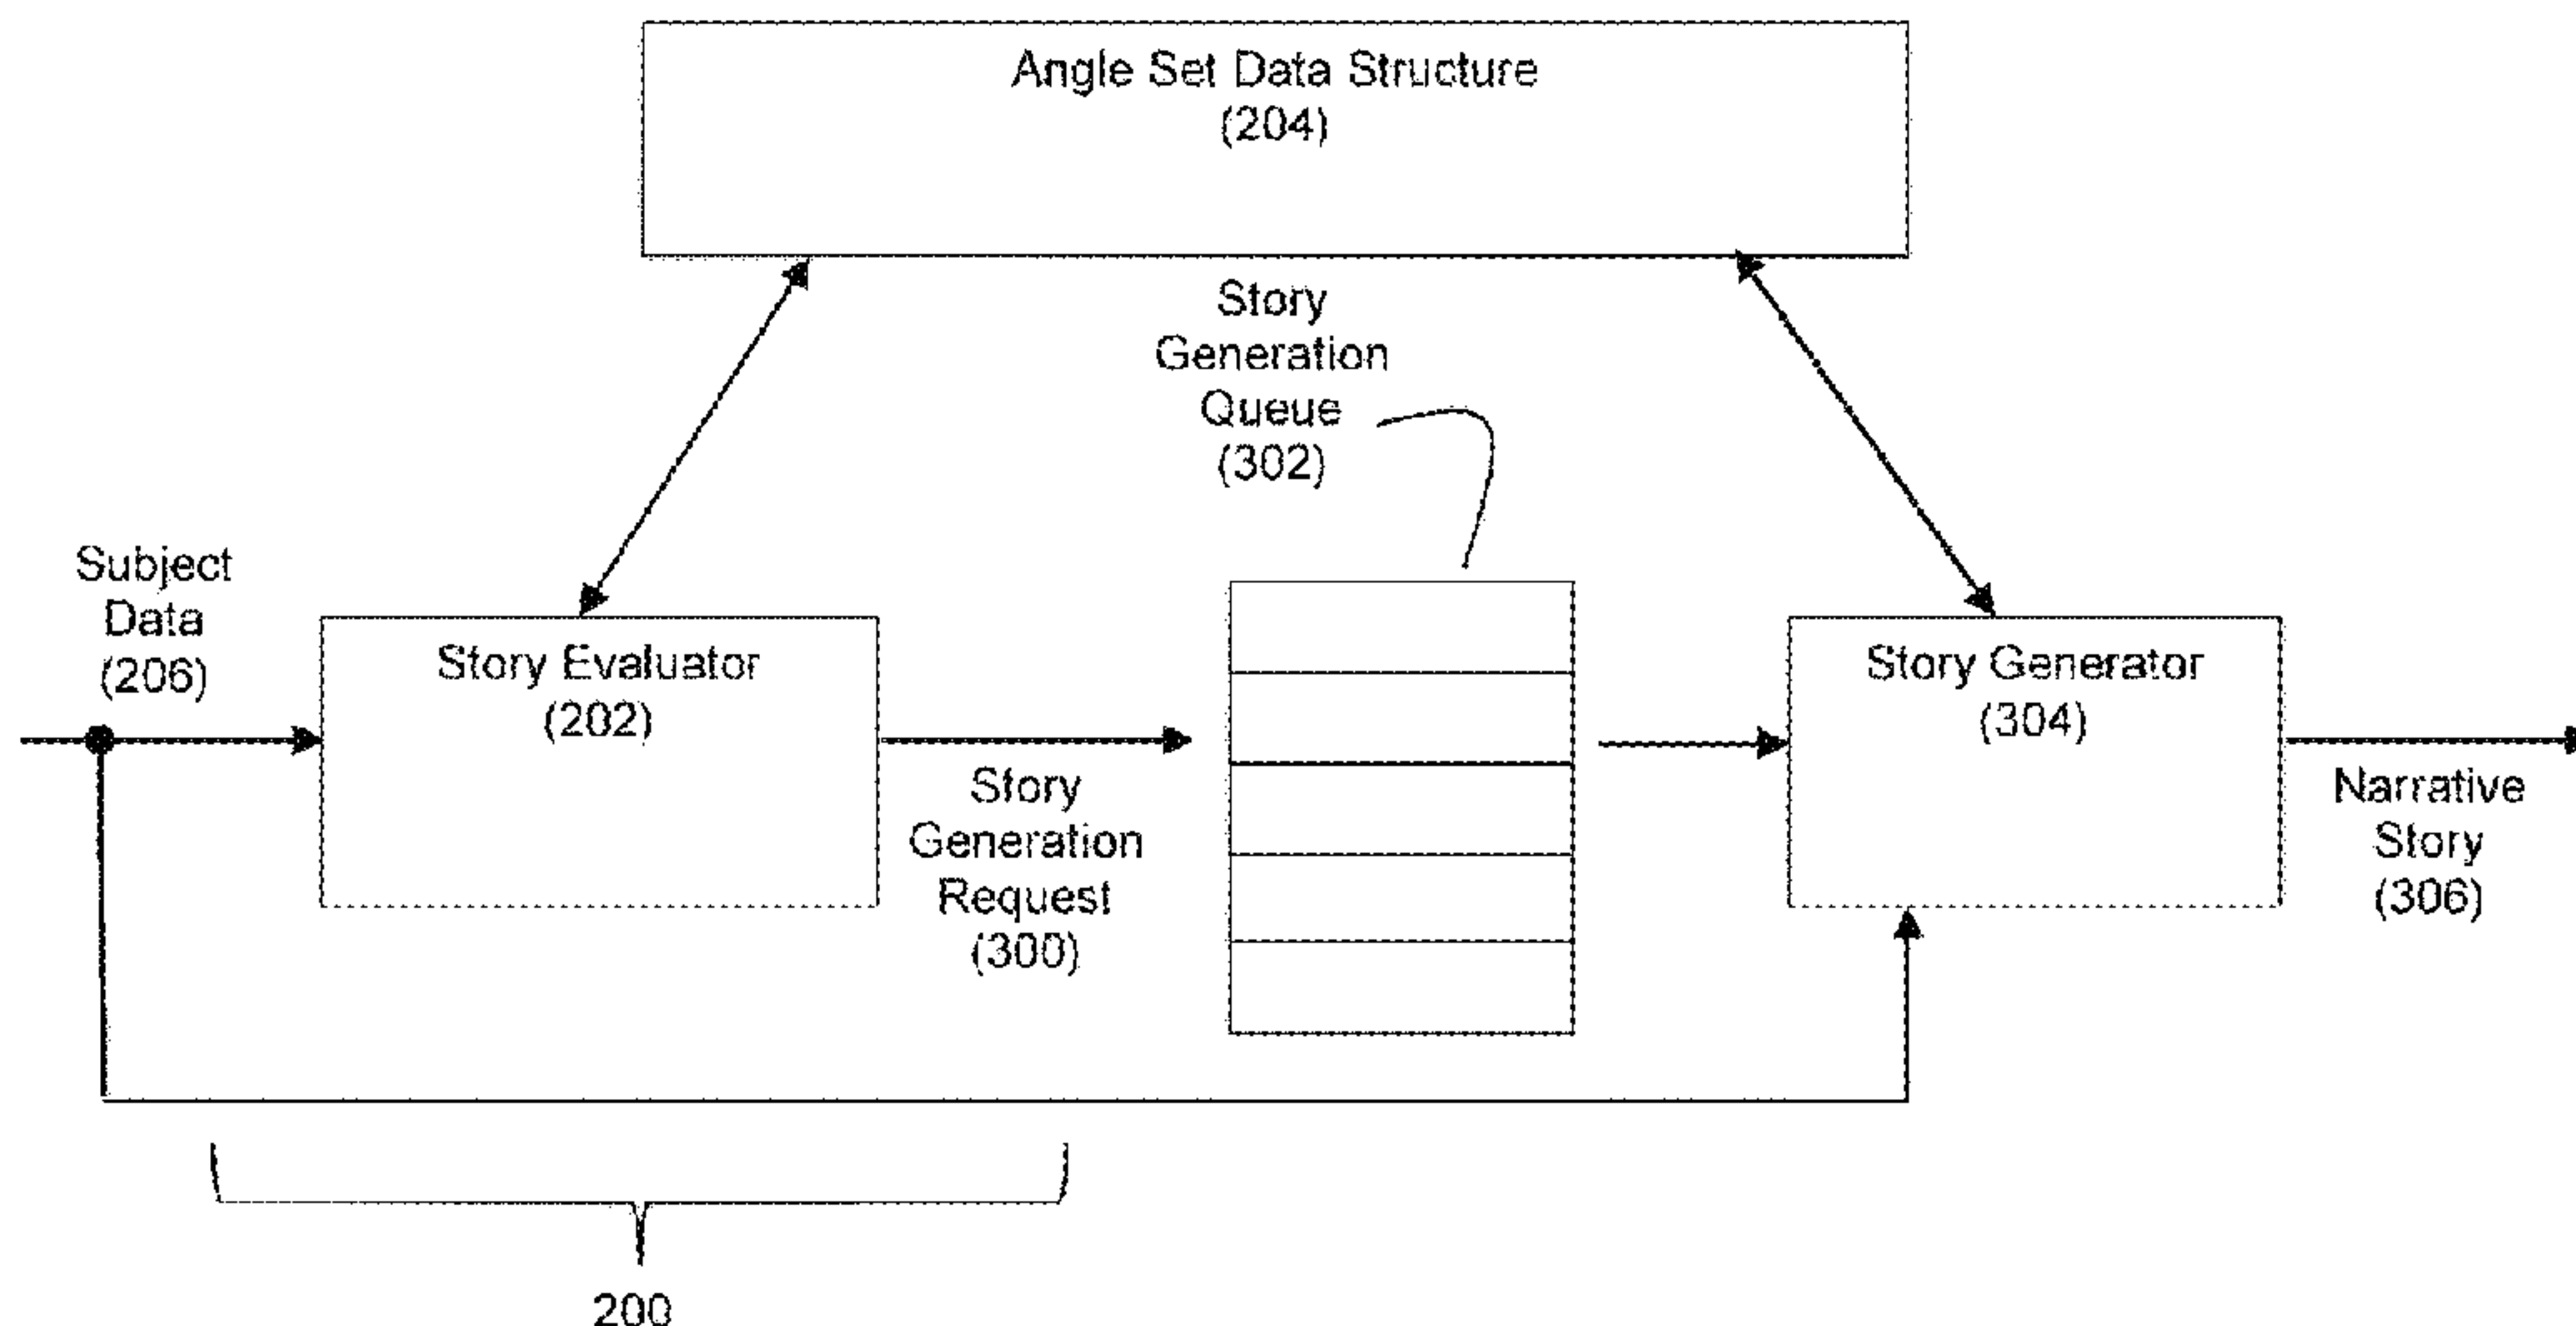 Angle Set Data Structure
(204)
Story
Generation
Queue
(302)
Subject
Data
(206)
Story Evaluator
(202)
Story
Generation
Request
(300)
Story Generator
(304)
Narrative
Story
(306)
200